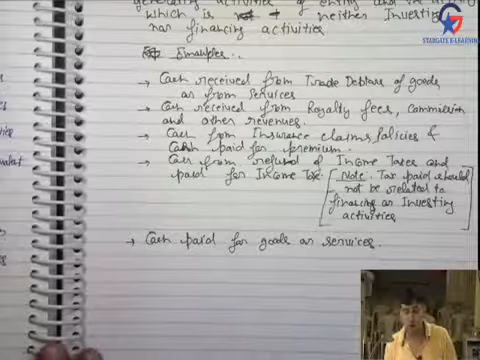 generating activities of entity and the activity
which is neither Investing
nor financing activities
Examples..
→ Cash received from Trade Debtors of goods
or from services
→ Cash received from Royalty fees, Commission
and other revenues.
→ Cash from Insurance claims, Policies &
Cash paid for premium.
→ Cash from refund of Income Taxes and
paid for Income Tax.
Note. Tax paid should
not be related to
financing or Investing
activities
→ Cash paid for goods or services.
STARGATE E-LEARNING